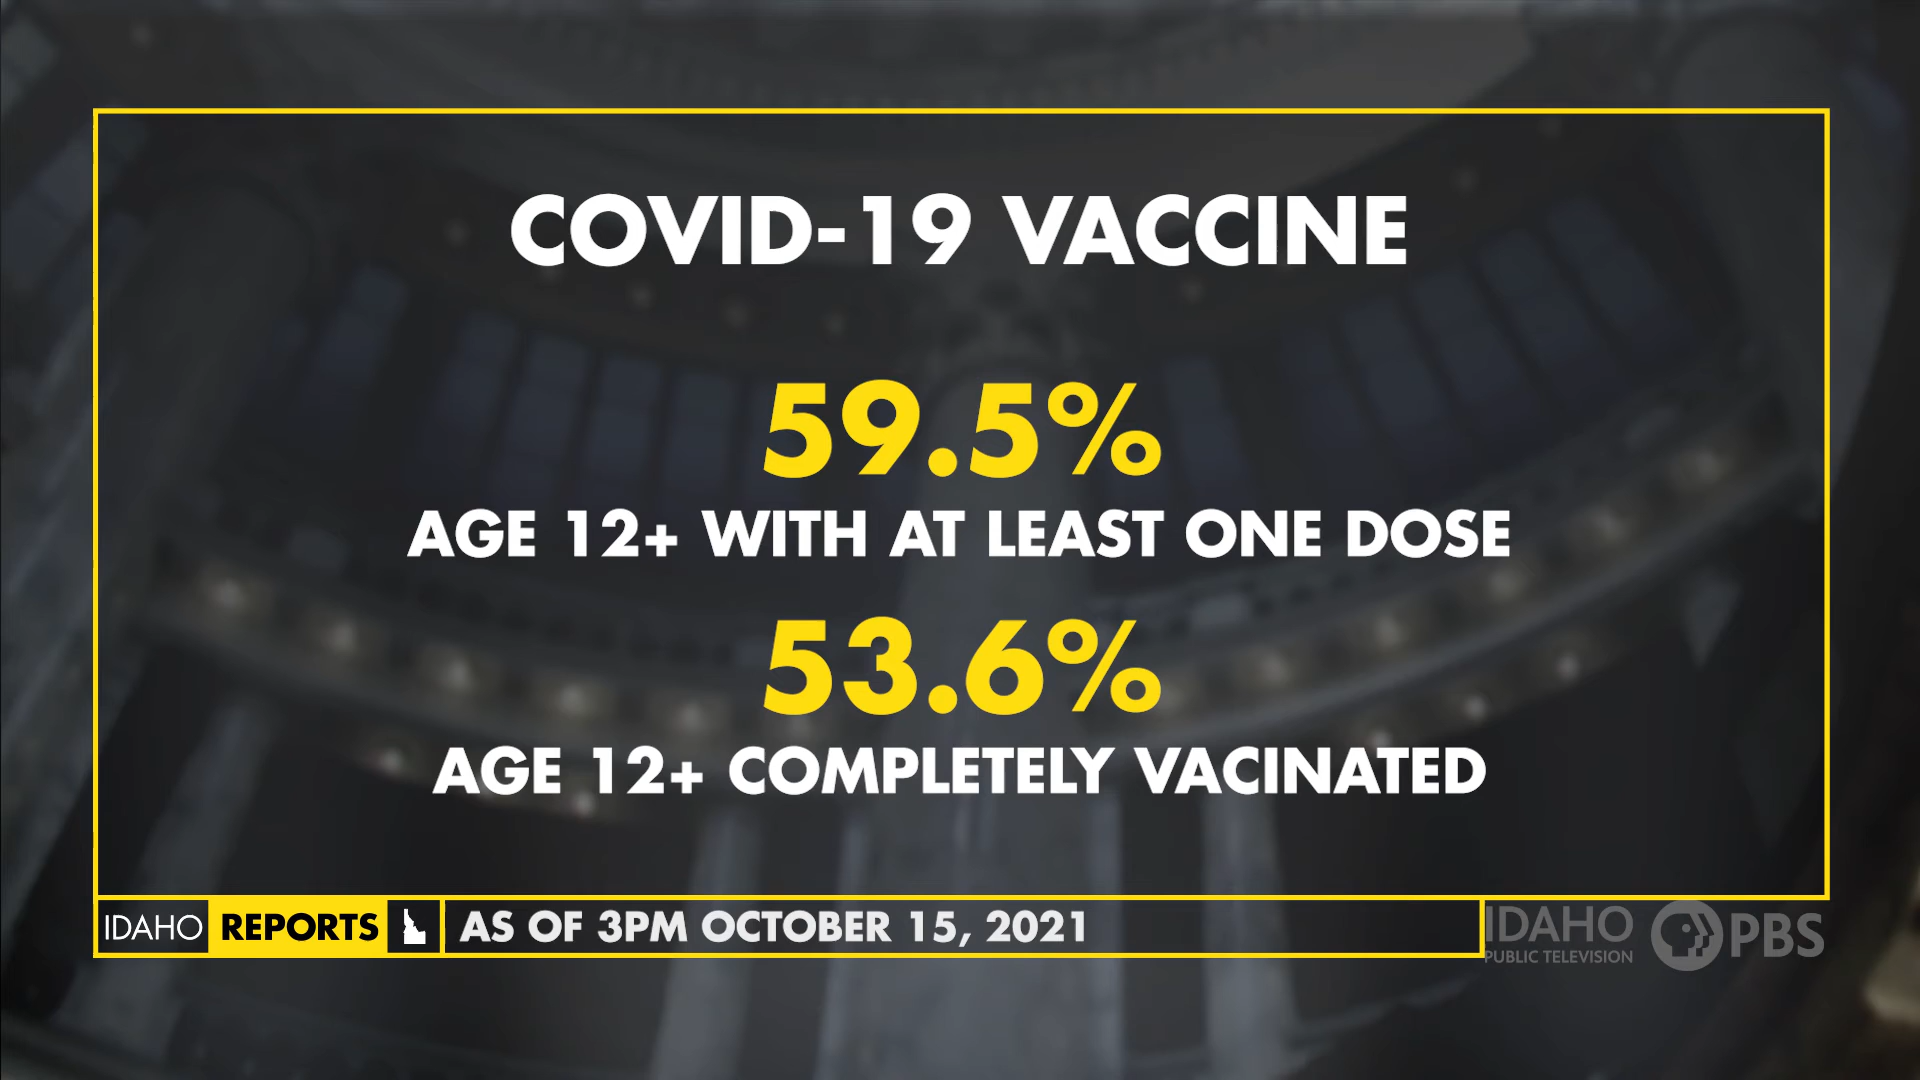 COVID-19 VACCINE
59.5%
AGE 12+ WITH AT LEAST ONE DOSE
53.6%
AGE 12+ COMPLETELY VACINATED
IDAHO REPORTS AS OF 3PM OCTOBER 15, 2021
IDAHO PUBLIC TELEVISION PBS